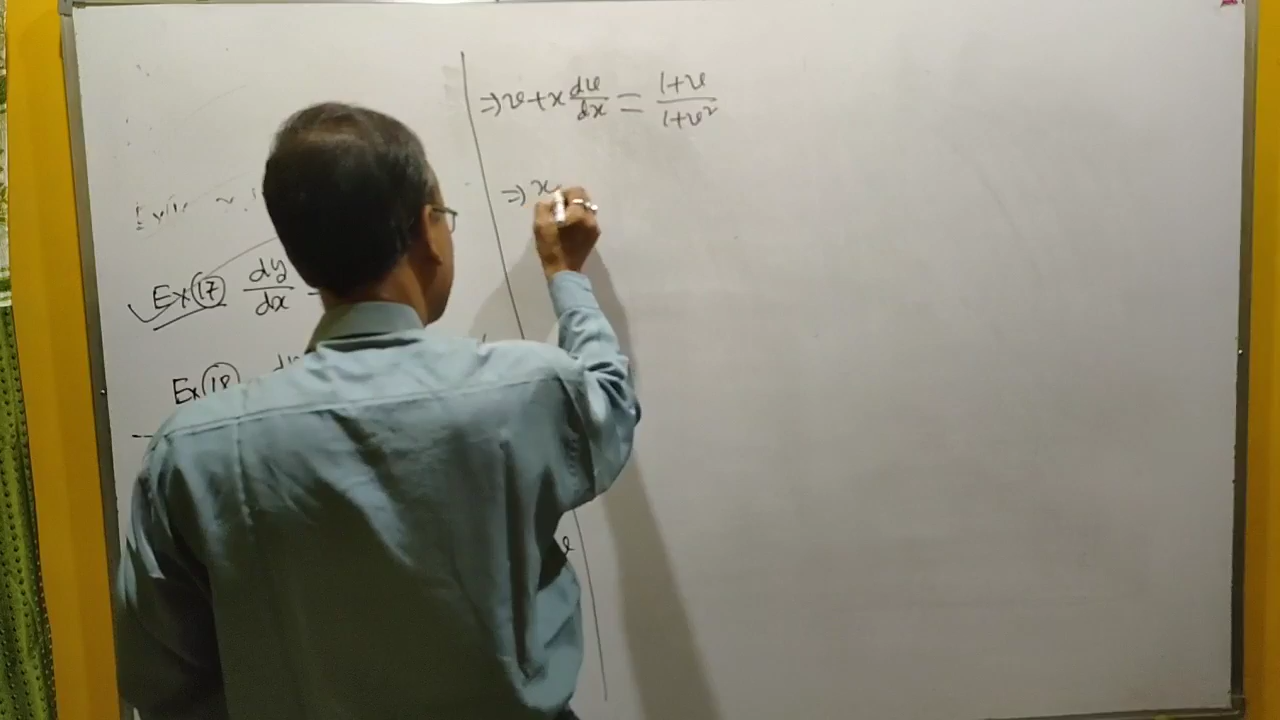 Ex 17 dy/dx
Ex 18
⇒ v + x dv/dx = 1+v/1+v²
⇒ x